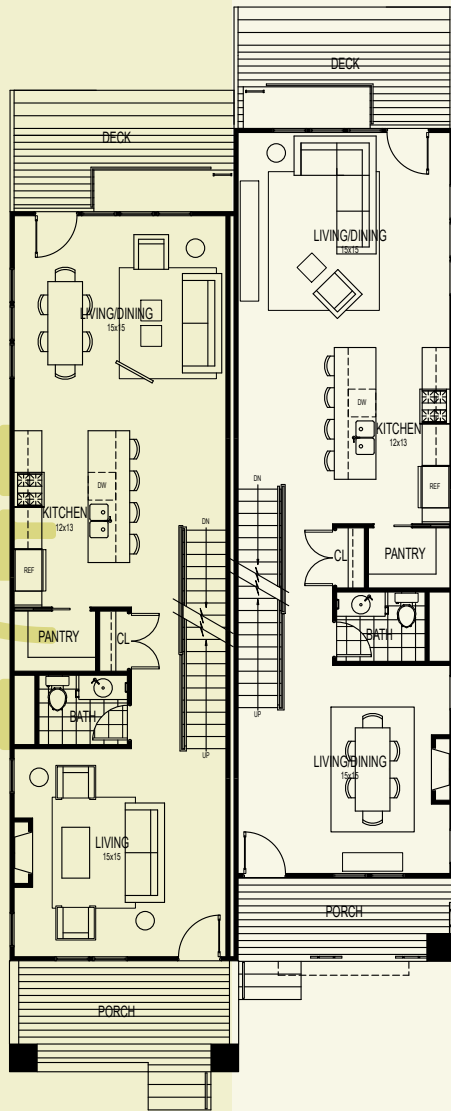 DECK
LIVING/DINING
15x15
DW
KITCHEN
12x13
REF
DN
PANTRY
CL
BATH
UP
LIVING
15x15
PORCH
DECK
LIVING/DINING
15x15
DW
KITCHEN
12x13
REF
DN
CL
PANTRY
BATH
UP
LIVING/DINING
15x15
PORCH